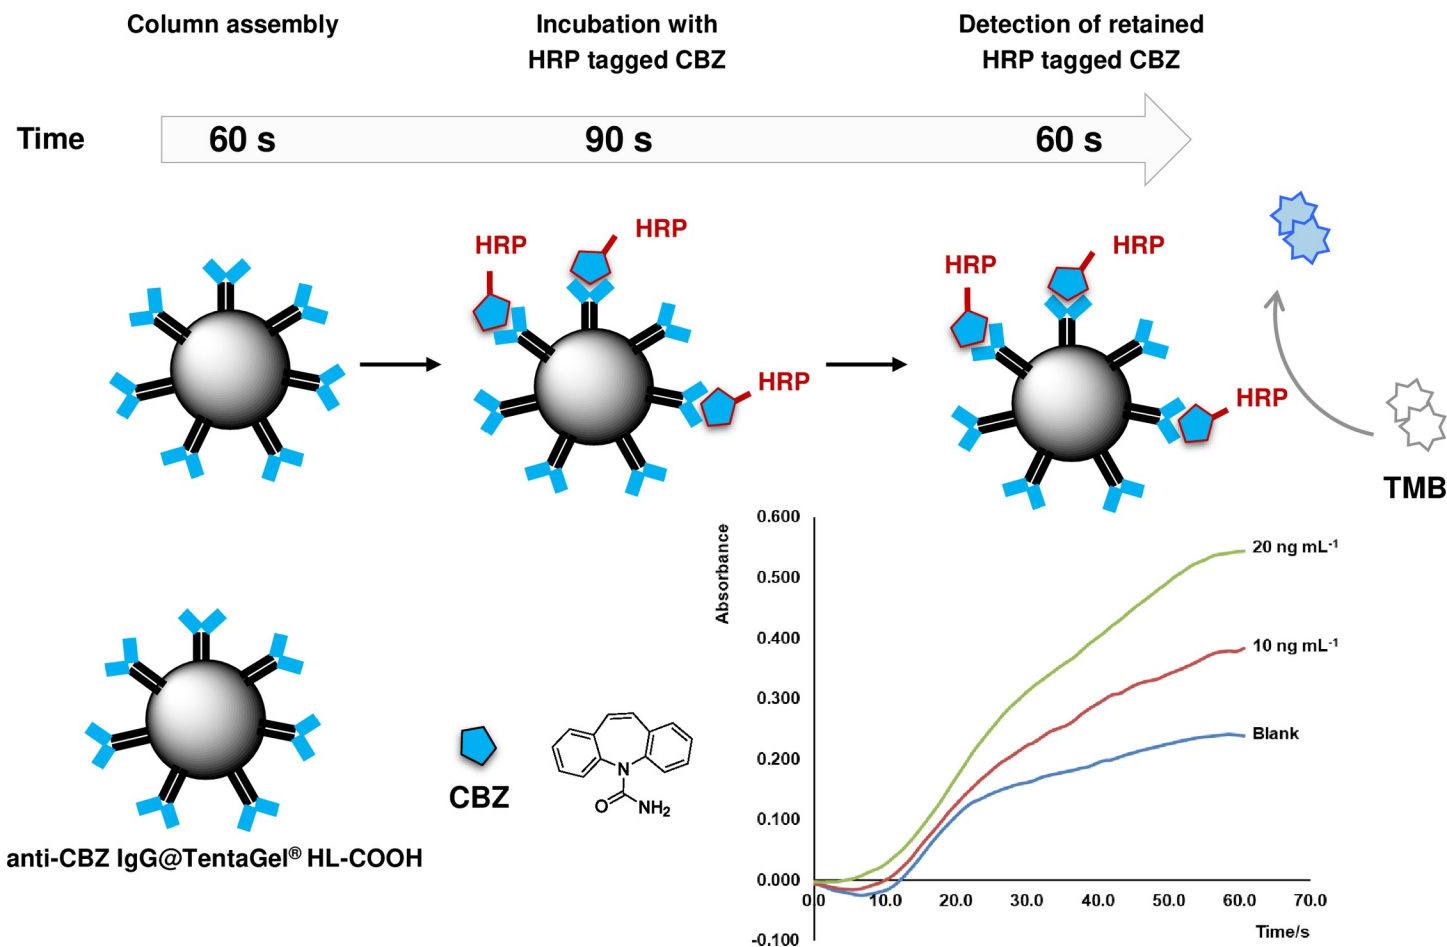 Column assembly
Incubation with
HRP tagged CBZ
Detection of retained
HRP tagged CBZ
Time
60 s
90 s
60 s
HRP
HRP
HRP
HRP
HRP
HRP
TMB
anti-CBZ IgG@TentaGel® HL-COOH
CBZ
N
O
NH₂
Absorbance
0.600
0.500
0.400
0.300
0.200
0.100
0.000
-0.100
0.0
10.0
20.0
30.0
40.0
50.0
60.0
70.0
Time/s
20 ng mL⁻¹
10 ng mL⁻¹
Blank